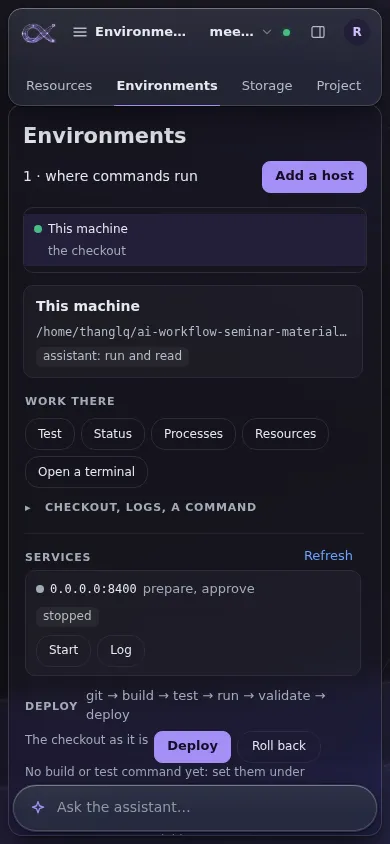 Environme... mee... R
Resources Environments Storage Project
Environments
1 · where commands run Add a host
This machine
the checkout
This machine
/home/thanglq/ai-workflow-seminar-material…
assistant: run and read
WORK THERE
Test Status Processes Resources
Open a terminal
▸ CHECKOUT, LOGS, A COMMAND
SERVICES Refresh
0.0.0.0:8400 prepare, approve
stopped
Start Log
DEPLOY git → build → test → run → validate →
deploy
The checkout as it is Deploy Roll back
No build or test command yet: set them under
Ask the assistant...